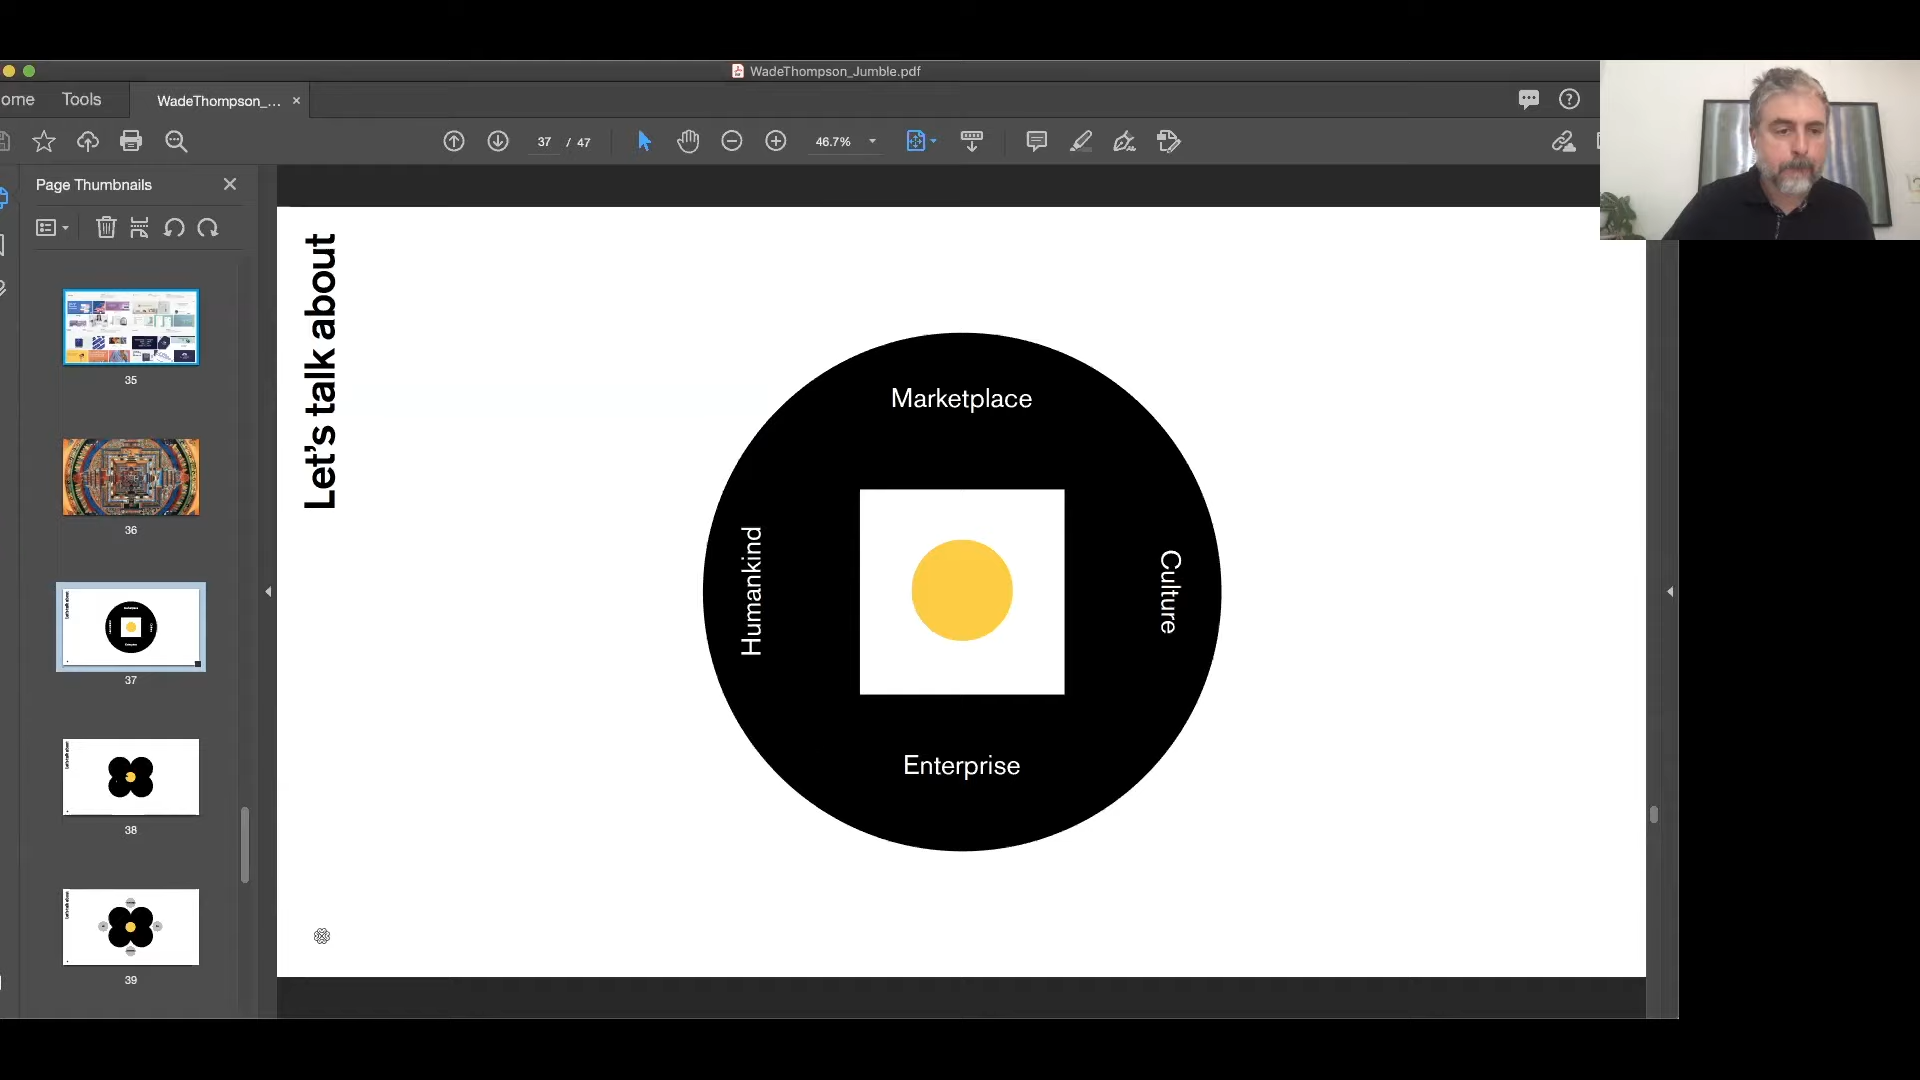 WadeThompson_Jumble.pdf
ome
Tools
WadeThompson_...
37 / 47
46.7%
Page Thumbnails
35
36
37
38
39
Let's talk about
Marketplace
Humankind
Culture
Enterprise